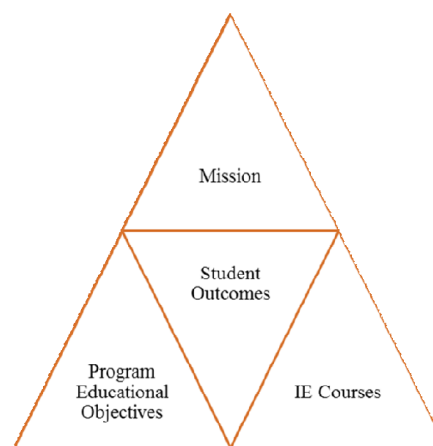 Mission
Student
Outcomes
Program
Educational
Objectives
IE Courses